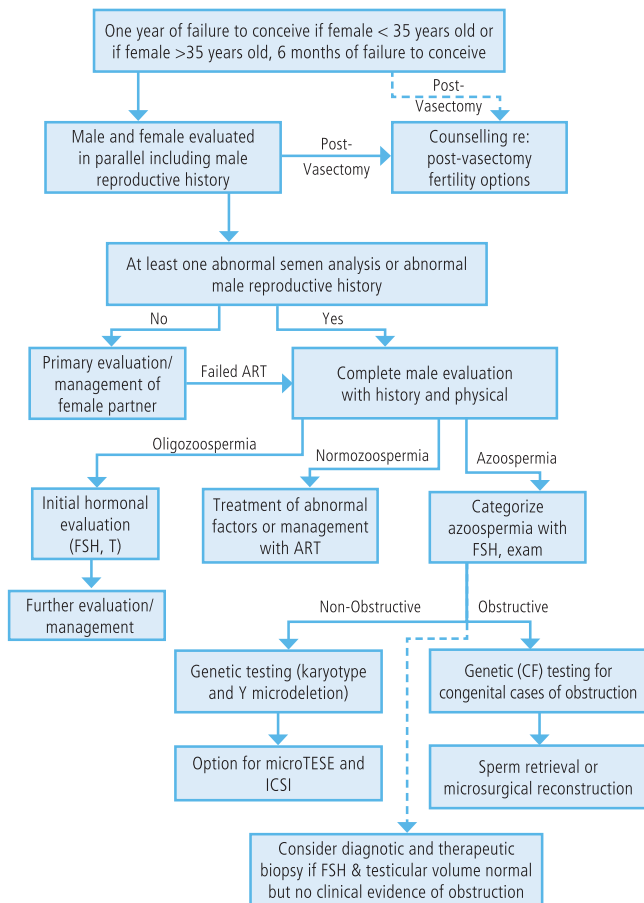 One year of failure to conceive if female < 35 years old or
if female >35 years old, 6 months of failure to conceive
Post-
Vasectomy
Male and female evaluated
in parallel including male
reproductive history
Post-
Vasectomy
Counselling re:
post-vasectomy
fertility options
At least one abnormal semen analysis or abnormal
male reproductive history
No
Yes
Primary evaluation/
management of
female partner
Failed ART
Complete male evaluation
with history and physical
Oligozoospermia
Normozoospermia
Azoospermia
Initial hormonal
evaluation
(FSH, T)
Treatment of abnormal
factors or management
with ART
Categorize
azoospermia with
FSH, exam
Further evaluation/
management
Non-Obstructive
Obstructive
Genetic testing (karyotype
and Y microdeletion)
Genetic (CF) testing for
congenital cases of obstruction
Option for microTESE and
ICSI
Sperm retrieval or
microsurgical reconstruction
Consider diagnostic and therapeutic
biopsy if FSH & testicular volume normal
but no clinical evidence of obstruction